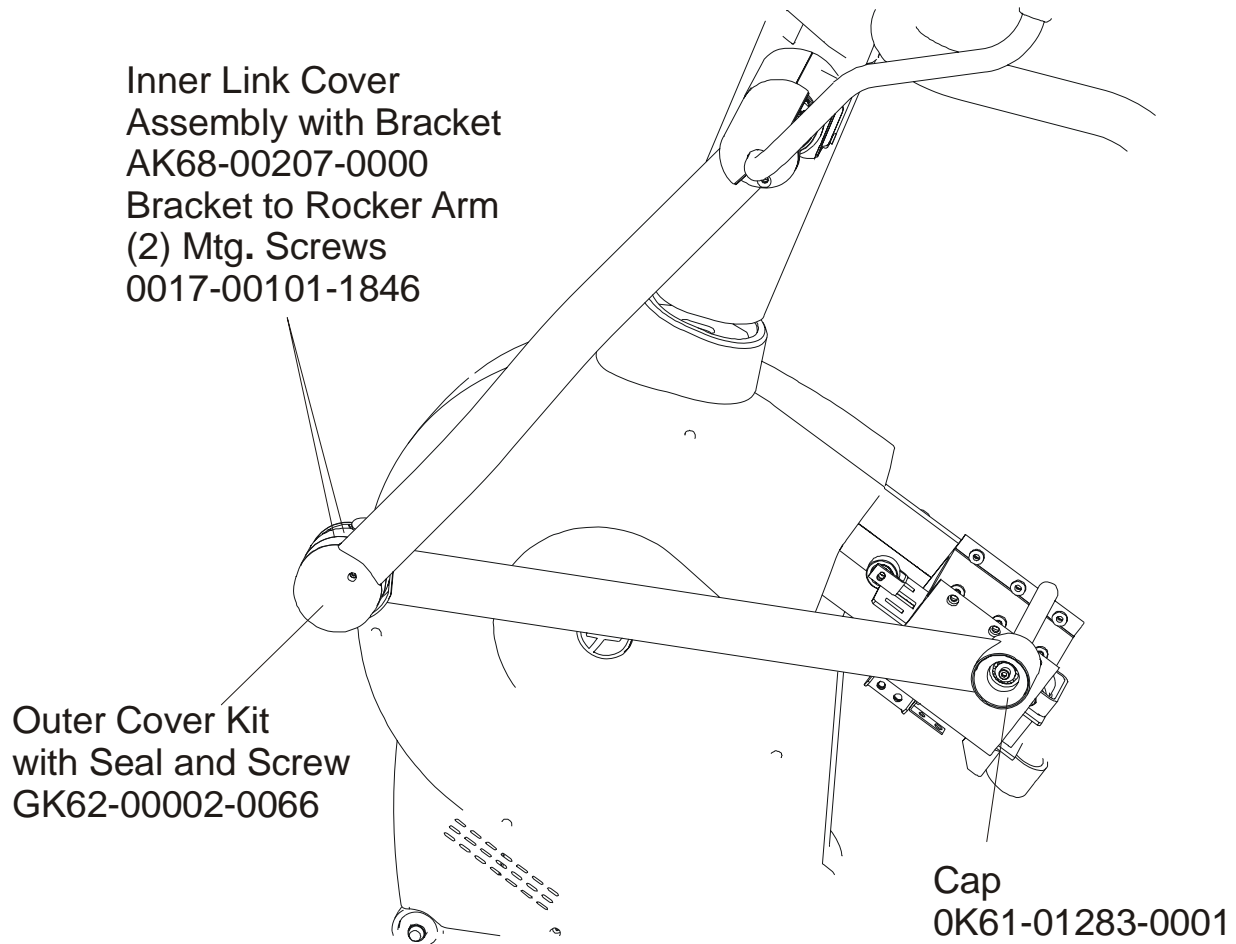 Inner Link Cover
Assembly with Bracket
AK68-00207-0000
Bracket to Rocker Arm
(2) Mtg. Screws
0017-00101-1846
Outer Cover Kit
with Seal and Screw
GK62-00002-0066
Cap
0K61-01283-0001